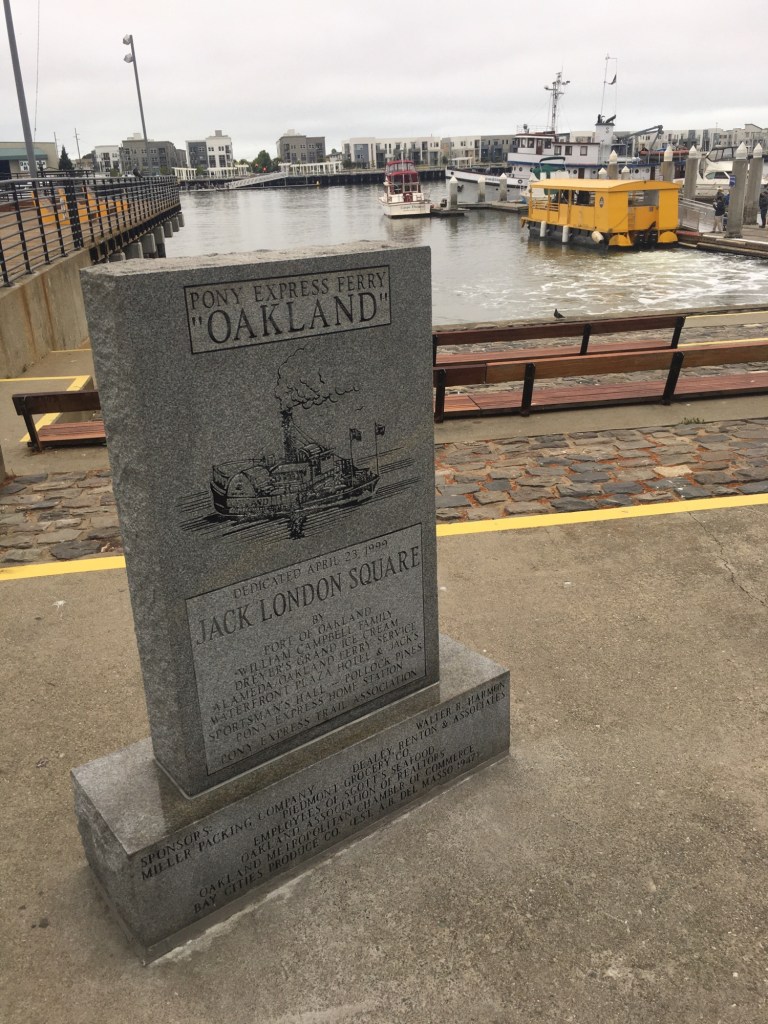 PONY EXPRESS FERRY
"OAKLAND"
DEDICATED APRIL 23, 1999
JACK LONDON SQUARE
BY
PORT OF OAKLAND
WILLIAM CAMPBELL FAMILY
DREYER'S GRAND ICE CREAM
ALAMEDA/OAKLAND FERRY SERVICE
WATERFRONT PLAZA HOTEL & JACK'S
SPORTSMAN'S HALL - POLLOCK PINES
PONY EXPRESS HOME STATION
PONY EXPRESS TRAIL ASSOCIATION
SPONSORS: WALTER R. HARMON
MILLER PACKING COMPANY DEALEY, RENTON & ASSOCIATES
PIEDMONT GROCERY CO.
EMPLOYEES OF SCOTT'S SEAFOOD
OAKLAND ASSOCIATION OF REALTORS
OAKLAND METROPOLITAN CHAMBER OF COMMERCE
BAY CITIES PRODUCE CO. (EST. A.B. DEL MASSO 1947)